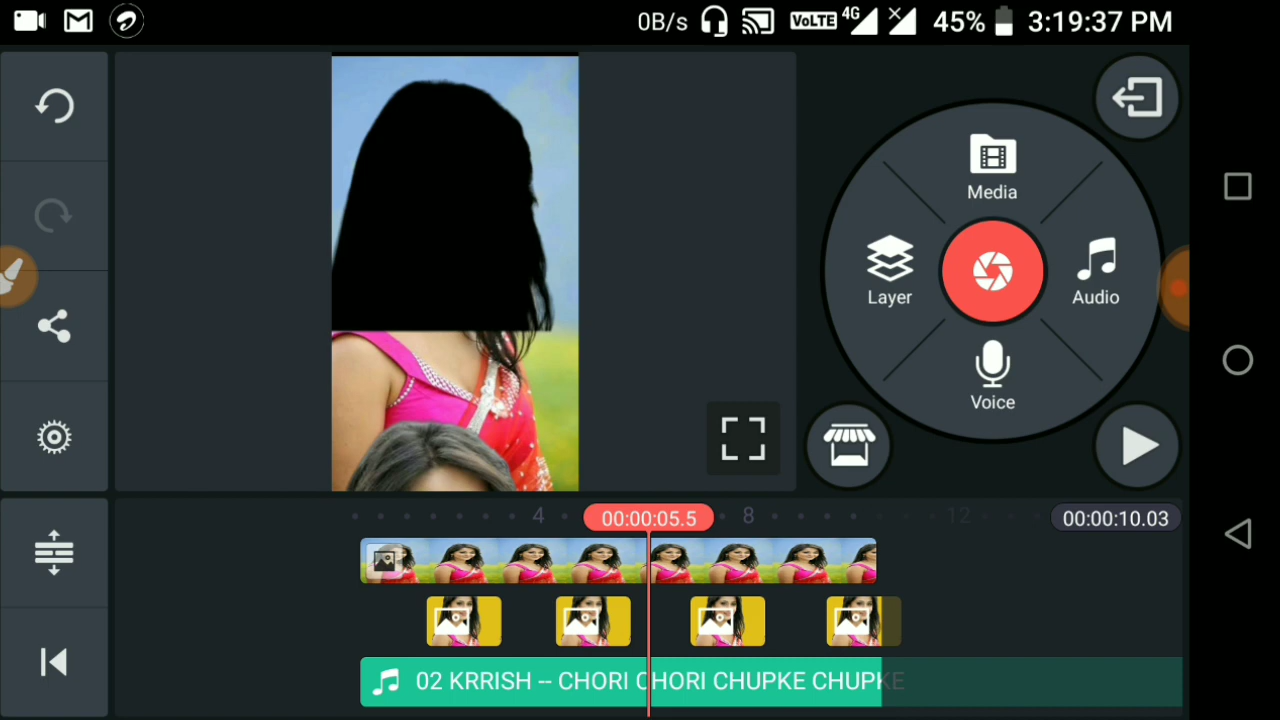 0B/s VoLTE 4G 45% 3:19:37 PM
Media
Layer
Audio
Voice
4 00:00:05.5 8 12 00:00:10.03
02 KRRISH -- CHORI CHORI CHUPKE CHUPKE